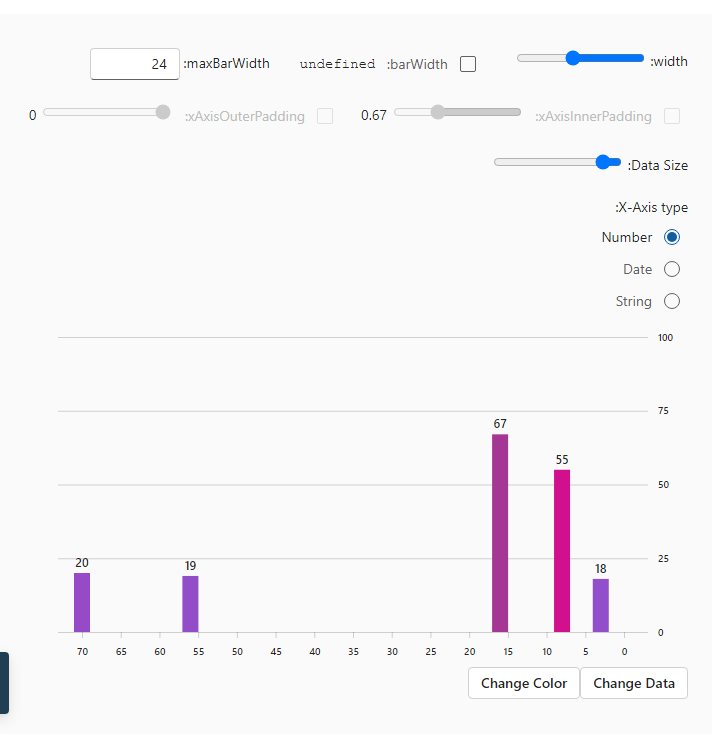 width:
barWidth: undefined
maxBarWidth: 24
xAxisInnerPadding: 0.67
xAxisOuterPadding: 0
Data Size:
X-Axis type:
Number
Date
String
100
75
50
25
0
67
55
20
19
18
70 65 60 55 50 45 40 35 30 25 20 15 10 5 0
Change Color Change Data